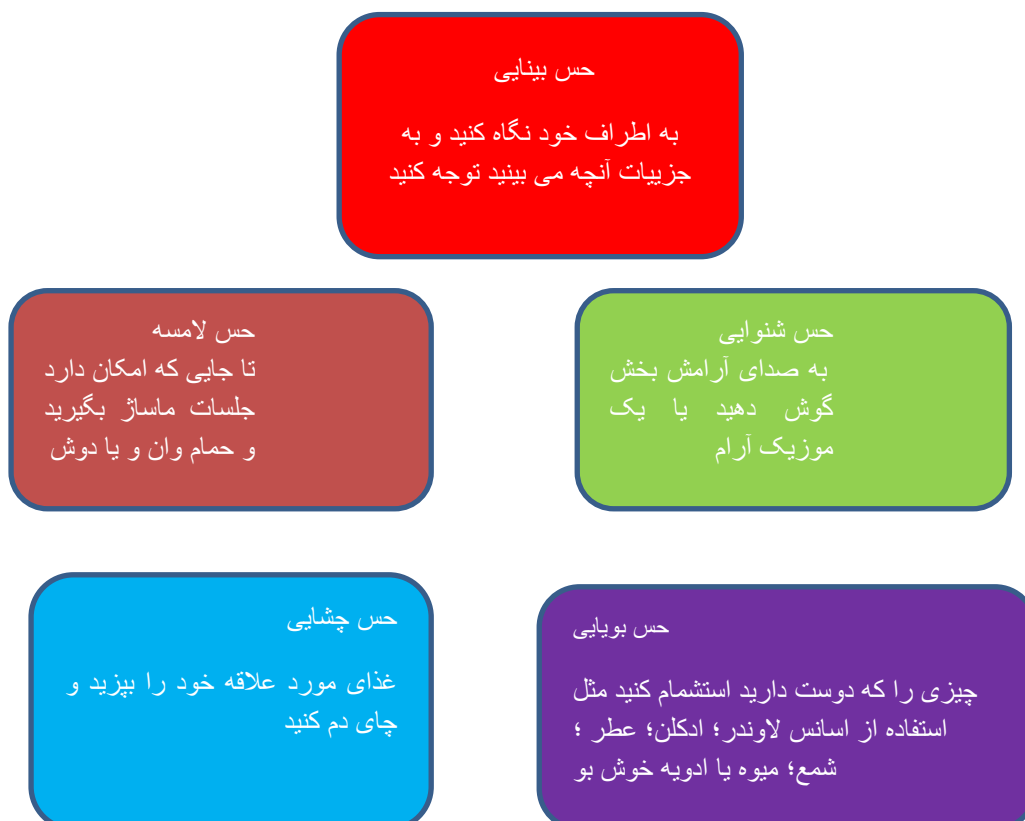 حس بینایی
به اطراف خود نگاه کنید و به
جزییات آنچه می بینید توجه کنید
حس شنوایی
به صدای آرامش بخش
گوش دهید یا یک
موزیک آرام
حس لامسه
تا جایی که امکان دارد
جلسات ماساژ بگیرید
و حمام وان و یا دوش
حس بویایی
چیزی را که دوست دارید استشمام کنید مثل
استفاده از اسانس لاوندر؛ ادکلن؛ عطر ؛
شمع؛ میوه یا ادویه خوش بو
حس چشایی
غذای مورد علاقه خود را بپزید و
چای دم کنید